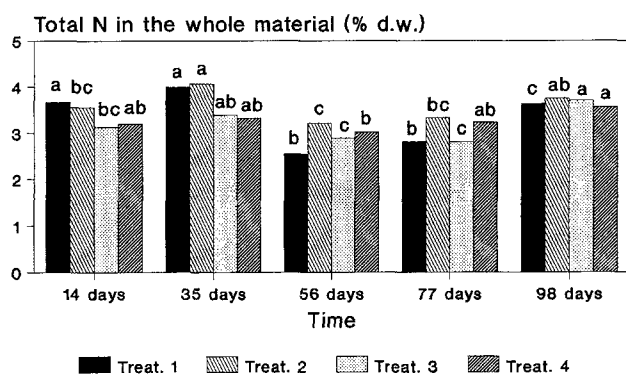 Total N in the whole material (% d.w.)
5
4
3
2
1
0
a bc bc ab
a a ab ab
b c c b
b bc c ab
c ab a a
14 days 35 days 56 days 77 days 98 days
Time
Treat. 1 Treat. 2 Treat. 3 Treat. 4